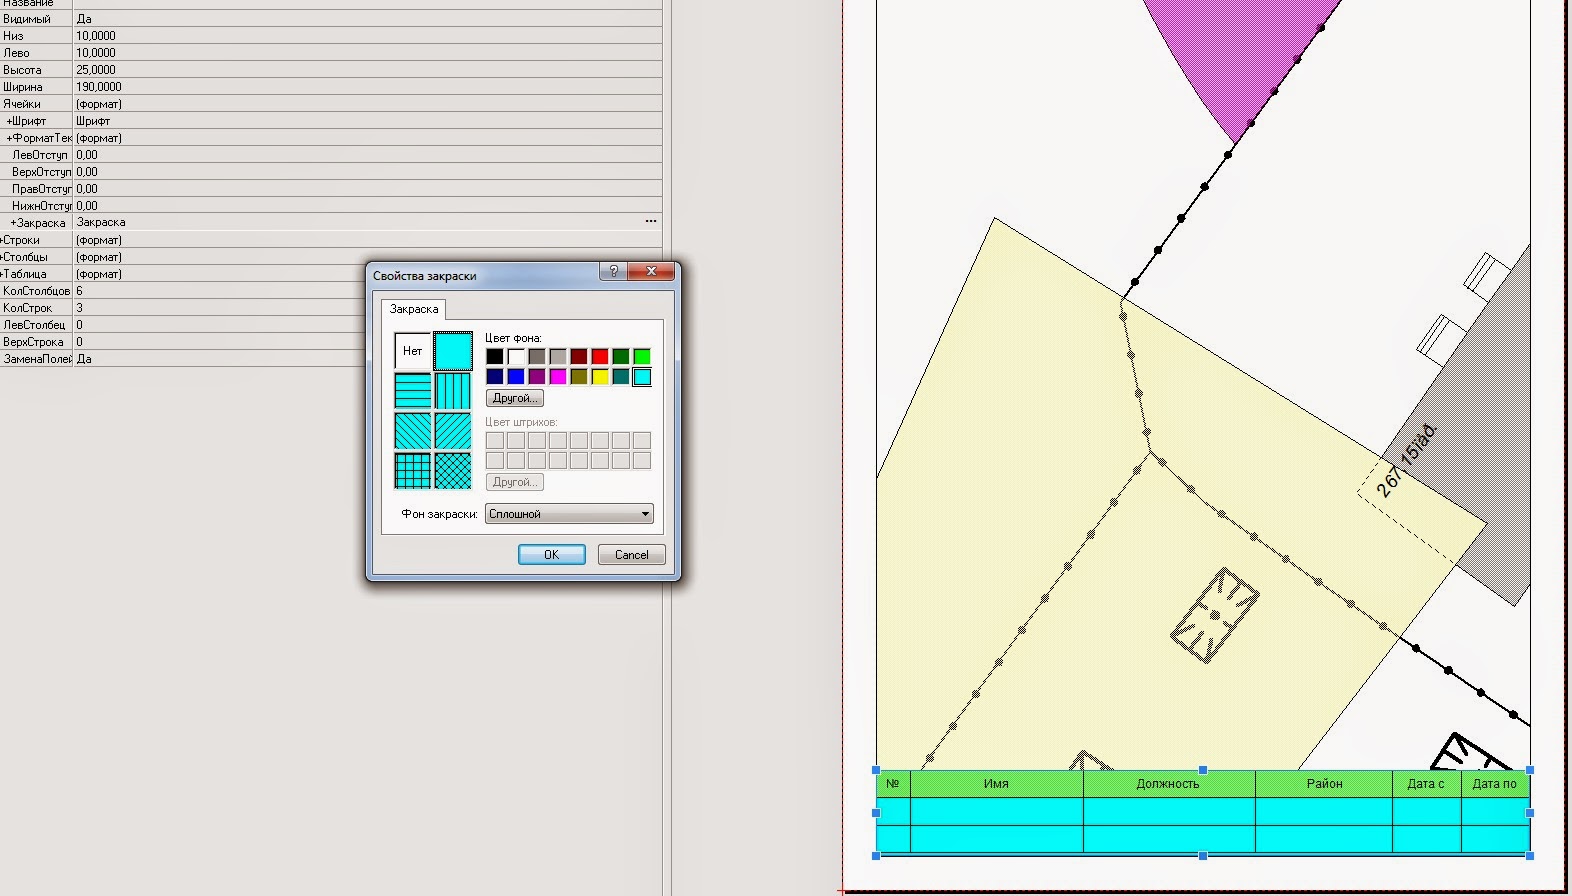 Название
Видимый Да
Низ 10,0000
Лево 10,0000
Высота 25,0000
Ширина 190,0000
Ячейки (формат)
+Шрифт Шрифт
+ФорматТек (формат)
ЛевОтступ 0,00
ВерхОтступ 0,00
ПравОтступ 0,00
НижнОтступ 0,00
+Закраска Закраска ...
+Строки (формат)
+Столбцы (формат)
+Таблица (формат)
КолСтолбцов 6
КолСтрок 3
ЛевСтолбец 0
ВерхСтрока 0
ЗаменаПолей Да
Свойства закраски
Закраска
Нет
Цвет фона:
Другой...
Цвет штрихов:
Другой...
Фон закраски: Сплошной
OK Cancel
267 15ïàð.
№ Имя Должность Район Дата с Дата по